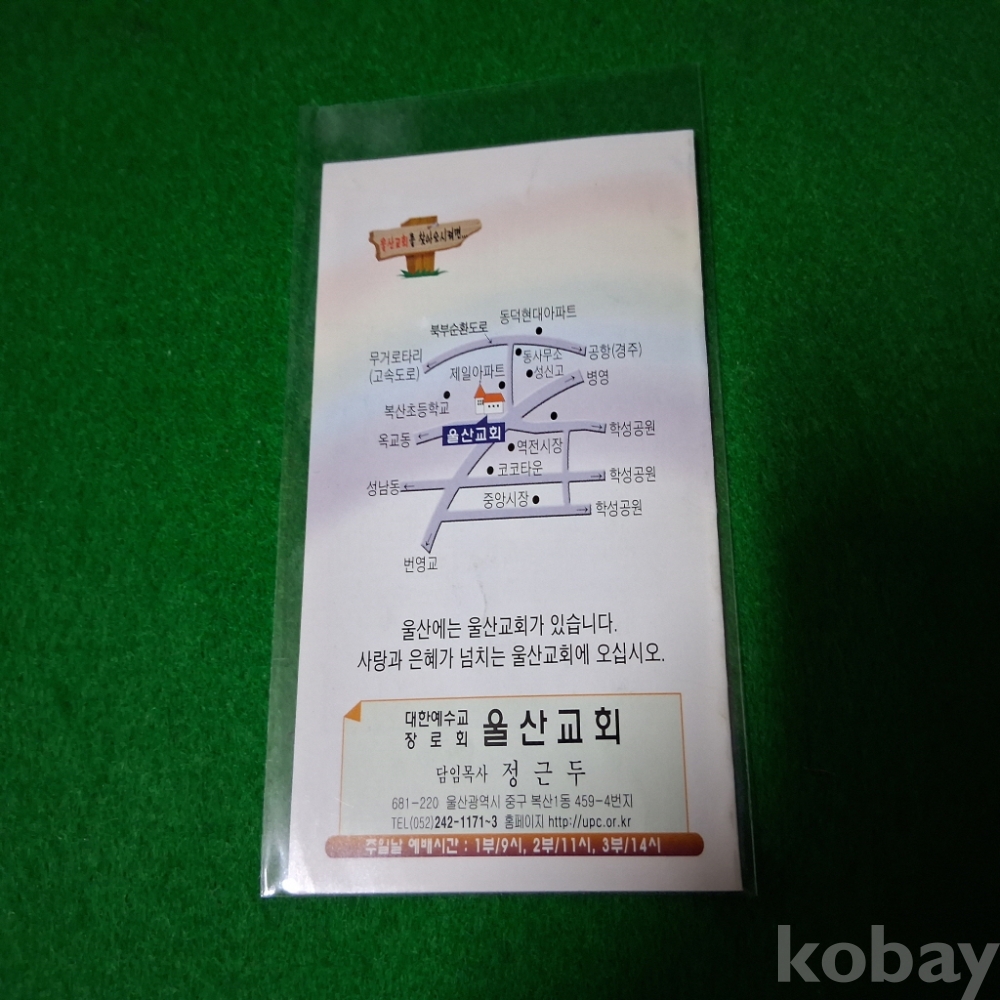 울산교회를 찾아오시려면...
동덕현대아파트
북부순환도로
무거로타리
(고속도로)
동사무소
공항(경주)
제일아파트
성신고
병영
복산초등학교
옥교동
울산교회
학성공원
역전시장
성남동
코코타운
학성공원
중앙시장
학성공원
번영교
울산에는 울산교회가 있습니다.
사랑과 은혜가 넘치는 울산교회에 오십시오.
대한예수교
장로회 울산교회
담임목사 정근두
681-220 울산광역시 중구 복산1동 459-4번지
TEL(052)242-1171~3 홈페이지 http://upc.or.kr
주일날 예배시간 : 1부/9시, 2부/11시, 3부/14시
kobay